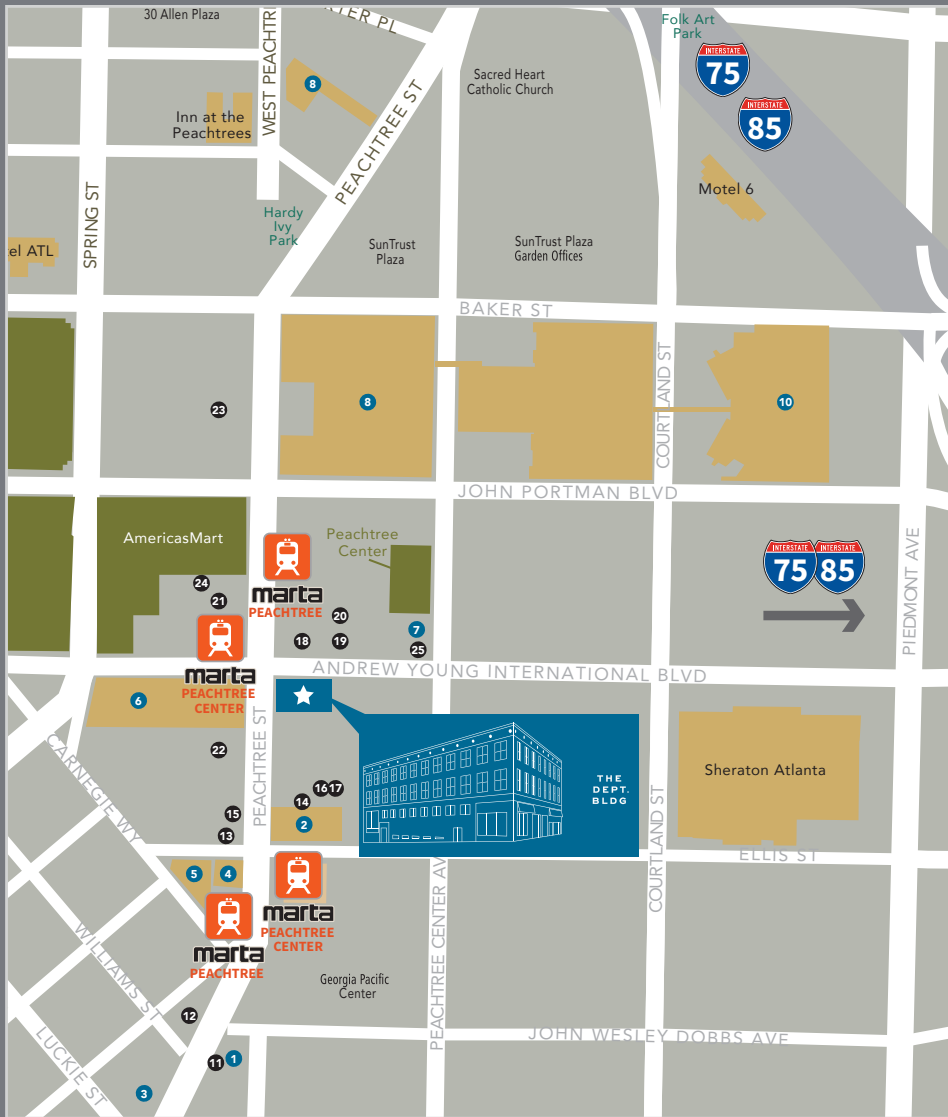 30 Allen Plaza
WEST PEACHTR
TER PL
Folk Art
Park
INTERSTATE
75
INTERSTATE
85
Sacred Heart
Catholic Church
8
Inn at the
Peachtrees
PEACHTREE ST
Motel 6
SPRING ST
Hardy
Ivy
Park
SunTrust
Plaza
SunTrust Plaza
Garden Offices
el ATL
BAKER ST
COURTLAND ST
23
8
10
JOHN PORTMAN BLVD
AmericasMart
Peachtree
Center
INTERSTATE
75
INTERSTATE
85
PIEDMONT AVE
marta
PEACHTREE
24
21
20
18
19
7
25
marta
PEACHTREE
CENTER
ANDREW YOUNG INTERNATIONAL BLVD
6
PEACHTREE ST
22
CARNEGIE WY
THE
DEPT.
BLDG
Sheraton Atlanta
16
17
14
15
2
13
COURTLAND ST
ELLIS ST
5
4
marta
PEACHTREE
CENTER
marta
PEACHTREE
PEACHTREE CENTER AV
WILLIAMS ST
Georgia Pacific
Center
12
JOHN WESLEY DOBBS AVE
LUCKIE ST
11
1
3